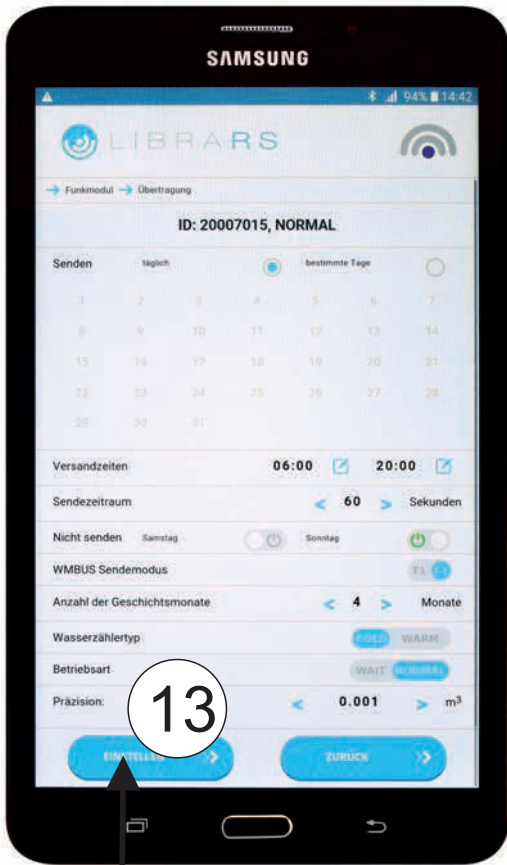 SAMSUNG
94% 14:42
LIBRARS
Funkmodul Übertragung
ID: 20007015, NORMAL
Senden täglich bestimmte Tage
1 2 3 4 5 6 7
8 9 10 11 12 13 14
15 16 17 18 19 20 21
22 23 24 25 26 27 28
29 30 31
Versandzeiten 06:00 20:00
Sendezeitraum < 60 > Sekunden
Nicht senden Samstag Sonntag
WMBUS Sendemodus T1
Anzahl der Geschichtsmonate < 4 > Monate
Wasserzählertyp WARM
Betriebsart WAIT NORMAL
Präzision: < 0.001 > m³
13
EINSTELLEN ZURÜCK